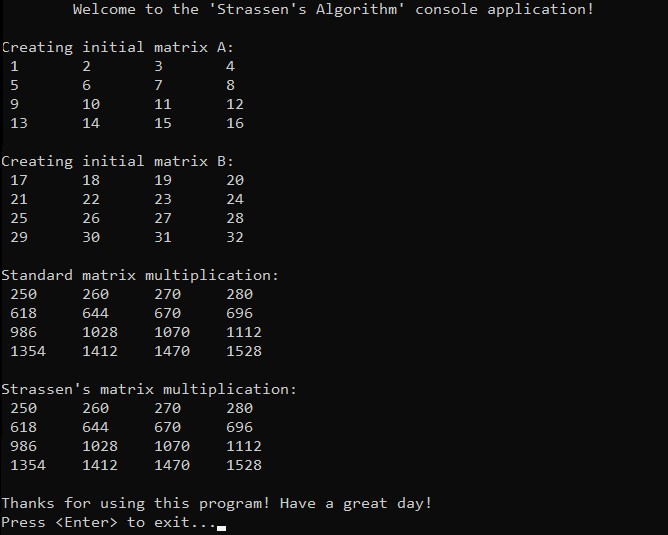 Welcome to the 'Strassen's Algorithm' console application!
Creating initial matrix A:
1 2 3 4
5 6 7 8
9 10 11 12
13 14 15 16
Creating initial matrix B:
17 18 19 20
21 22 23 24
25 26 27 28
29 30 31 32
Standard matrix multiplication:
250 260 270 280
618 644 670 696
986 1028 1070 1112
1354 1412 1470 1528
Strassen's matrix multiplication:
250 260 270 280
618 644 670 696
986 1028 1070 1112
1354 1412 1470 1528
Thanks for using this program! Have a great day!
Press <Enter> to exit...